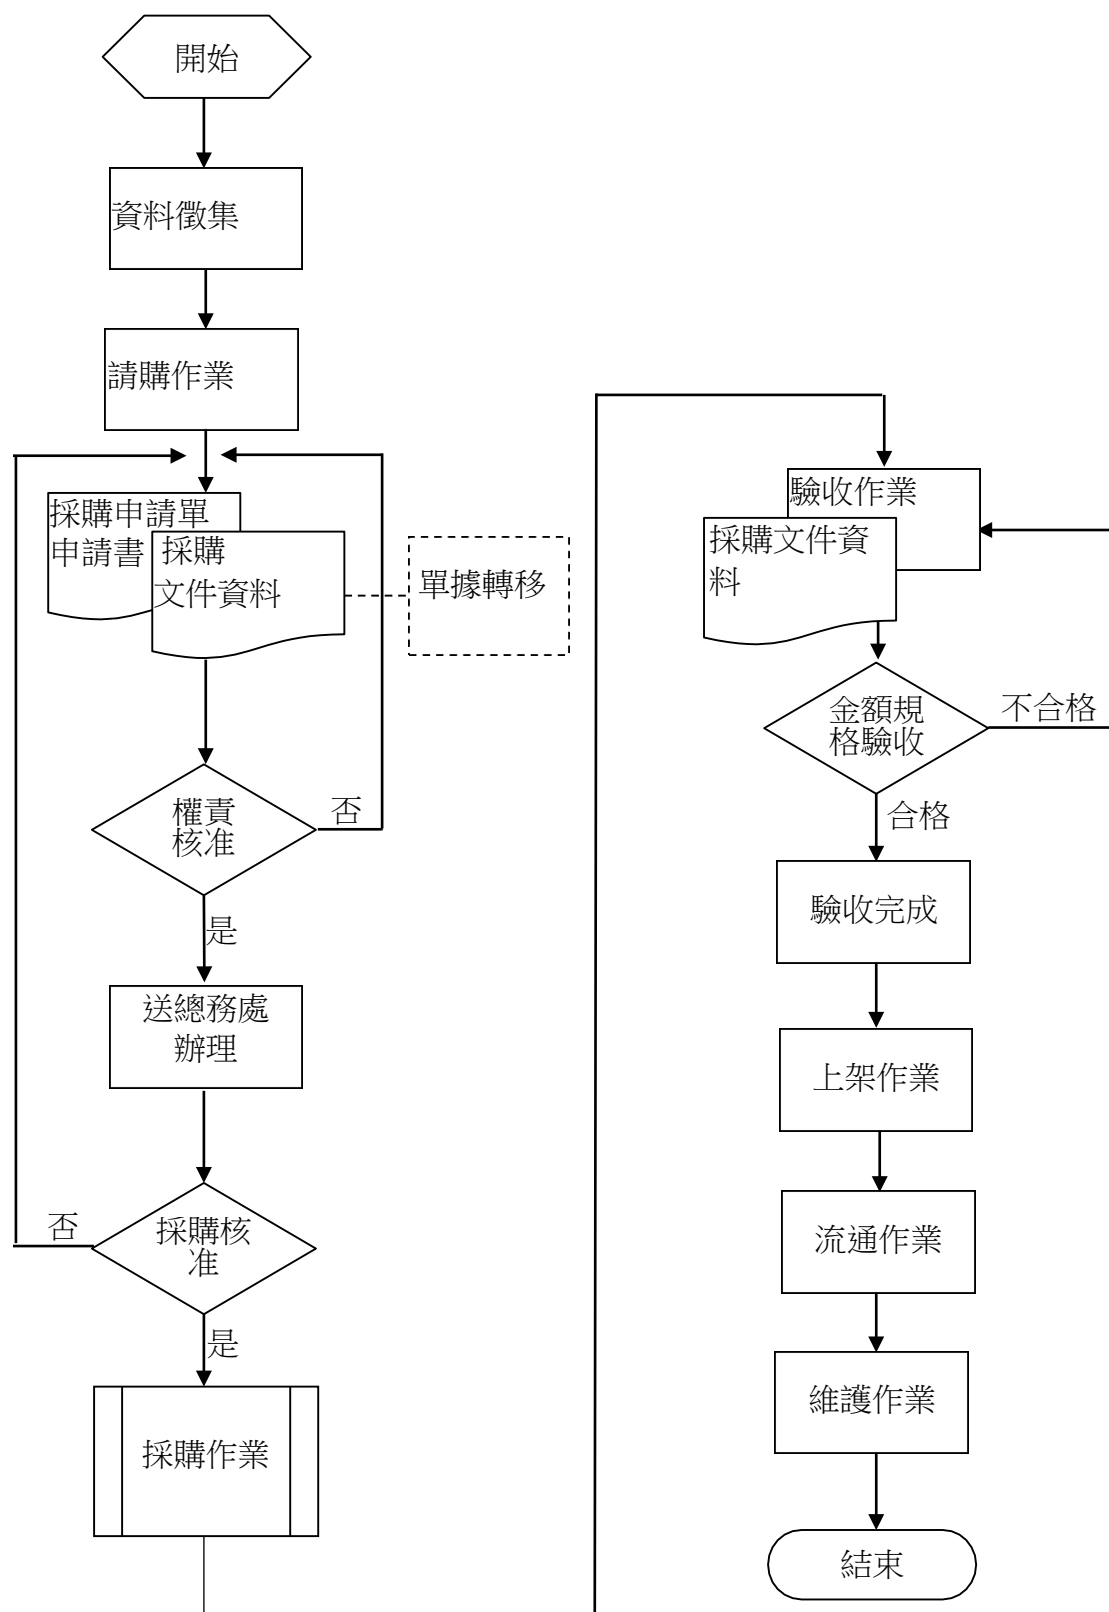 開始
資料徵集
請購作業
採購申請單
申請書
採購
文件資料
單據轉移
權責
核准
否
是
送總務處
辦理
採購核
准
否
是
採購作業
驗收作業
採購文件資
料
金額規
格驗收
不合格
合格
驗收完成
上架作業
流通作業
維護作業
結束